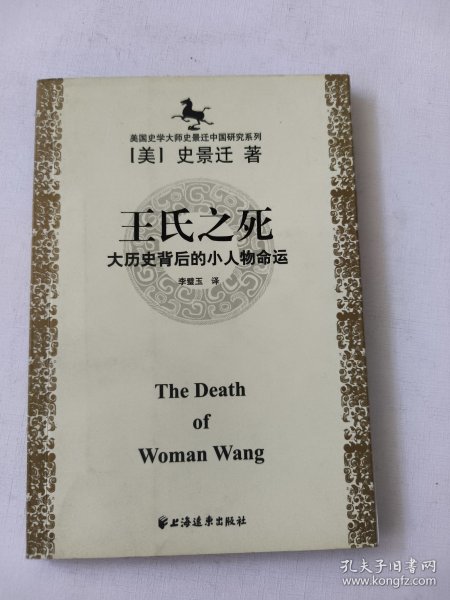 美国史学大师史景迁中国研究系列
[美] 史景迁 著
王氏之死
大历史背后的小人物命运
李璧玉 译
The Death
of
Woman Wang
上海远东出版社
孔夫子旧书网
www.kongfz.com